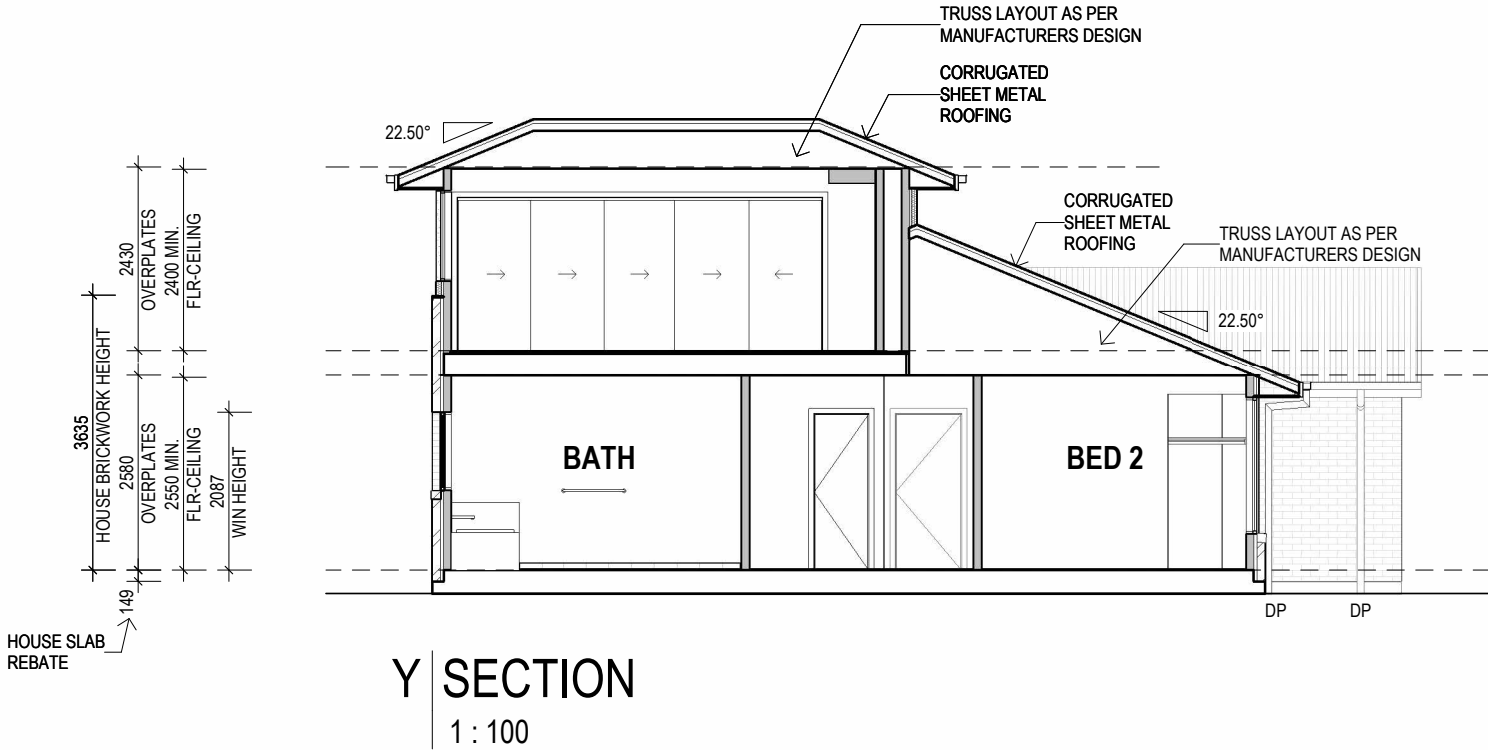 TRUSS LAYOUT AS PER
MANUFACTURERS DESIGN
CORRUGATED
SHEET METAL
ROOFING
22.50°
CORRUGATED
SHEET METAL
ROOFING
TRUSS LAYOUT AS PER
MANUFACTURERS DESIGN
22.50°
2430
OVERPLATES
2400 MIN.
FLR-CEILING
3635
HOUSE BRICKWORK HEIGHT
2580
OVERPLATES
2550 MIN.
FLR-CEILING
2087
WIN HEIGHT
149
HOUSE SLAB
REBATE
BATH
BED 2
DP
DP
Y SECTION
1 : 100